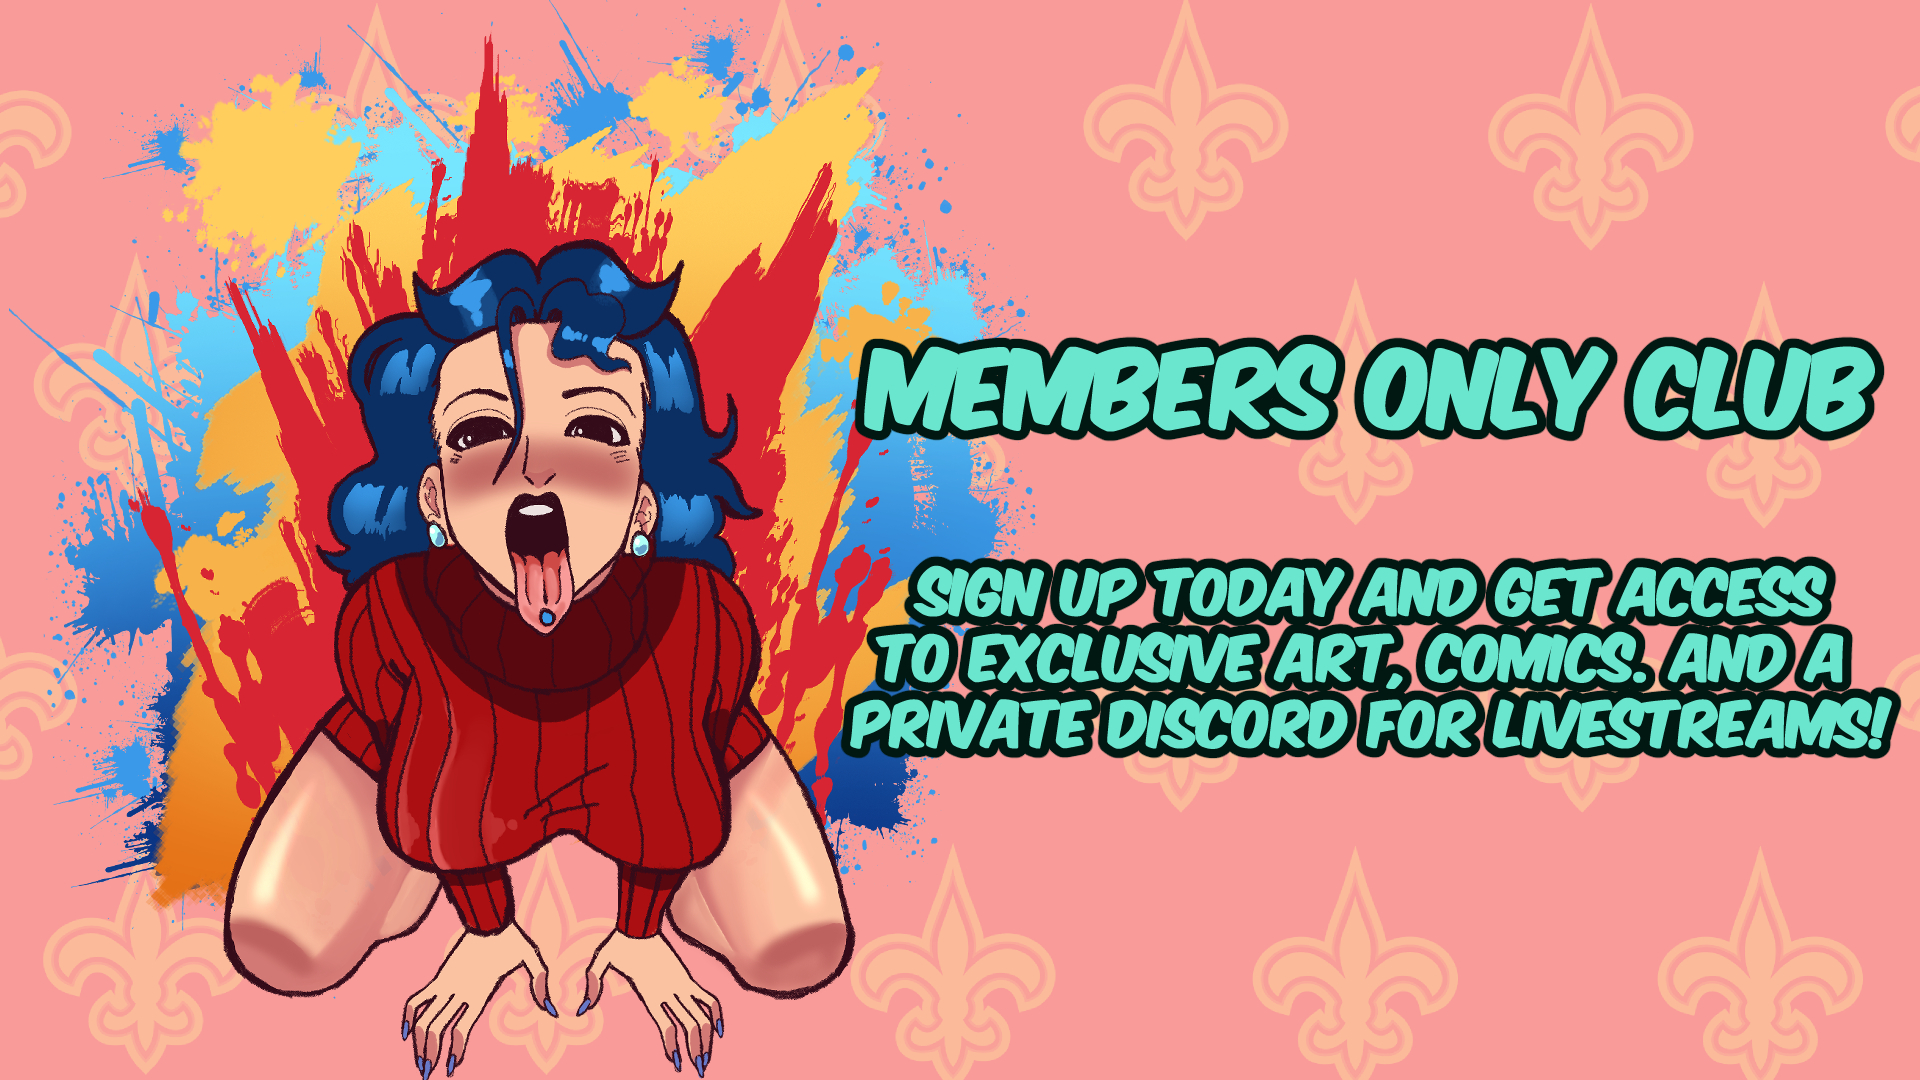 MEMBERS ONLY CLUB
SIGN UP TODAY AND GET ACCESS
TO EXCLUSIVE ART, COMICS. AND A
PRIVATE DISCORD FOR LIVESTREAMS!